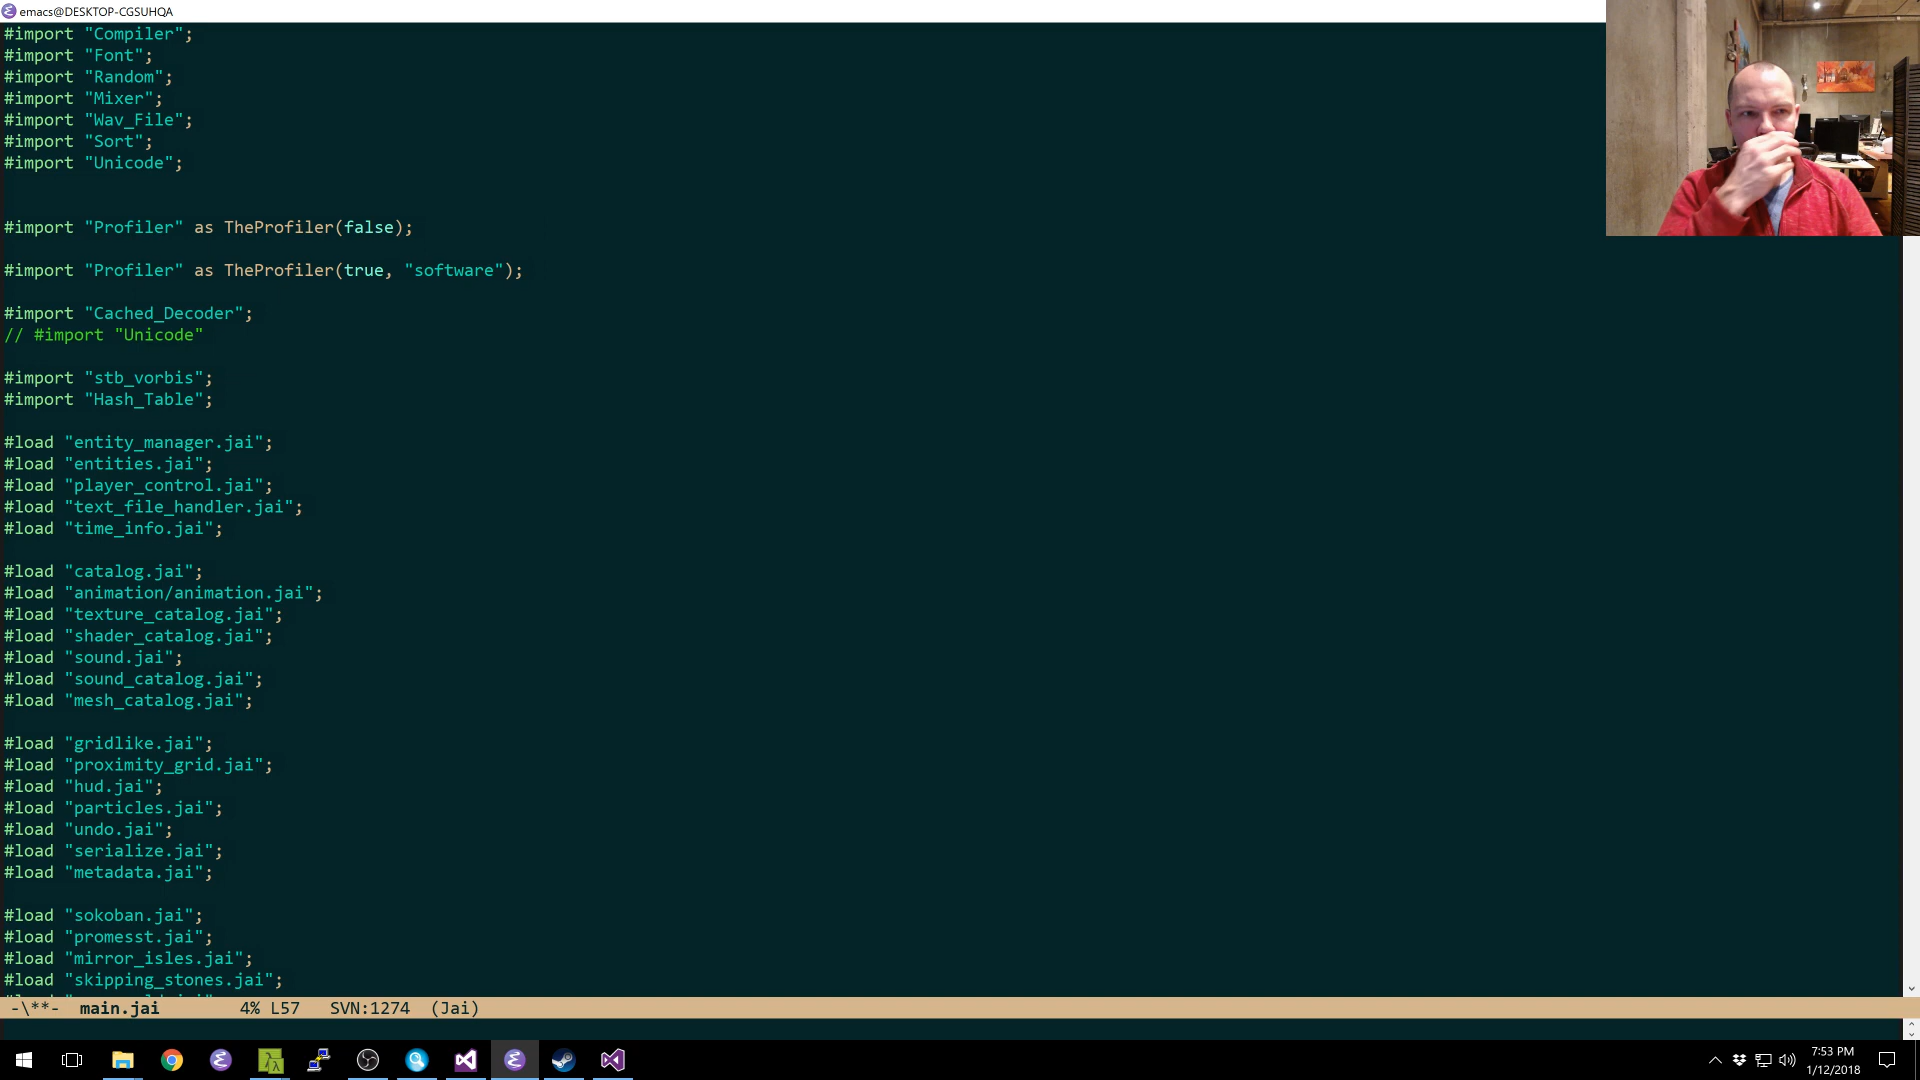 emacs@DESKTOP-CGSUHQA
#import "Compiler";
#import "Font";
#import "Random";
#import "Mixer";
#import "Wav_File";
#import "Sort";
#import "Unicode";
#import "Profiler" as TheProfiler(false);
#import "Profiler" as TheProfiler(true, "software");
#import "Cached_Decoder";
// #import "Unicode"
#import "stb_vorbis";
#import "Hash_Table";
#load "entity_manager.jai";
#load "entities.jai";
#load "player_control.jai";
#load "text_file_handler.jai";
#load "time_info.jai";
#load "catalog.jai";
#load "animation/animation.jai";
#load "texture_catalog.jai";
#load "shader_catalog.jai";
#load "sound.jai";
#load "sound_catalog.jai";
#load "mesh_catalog.jai";
#load "gridlike.jai";
#load "proximity_grid.jai";
#load "hud.jai";
#load "particles.jai";
#load "undo.jai";
#load "serialize.jai";
#load "metadata.jai";
#load "sokoban.jai";
#load "promesst.jai";
#load "mirror_isles.jai";
#load "skipping_stones.jai";
-\**-  main.jai        4% L57   SVN:1274  (Jai)
7:53 PM
1/12/2018